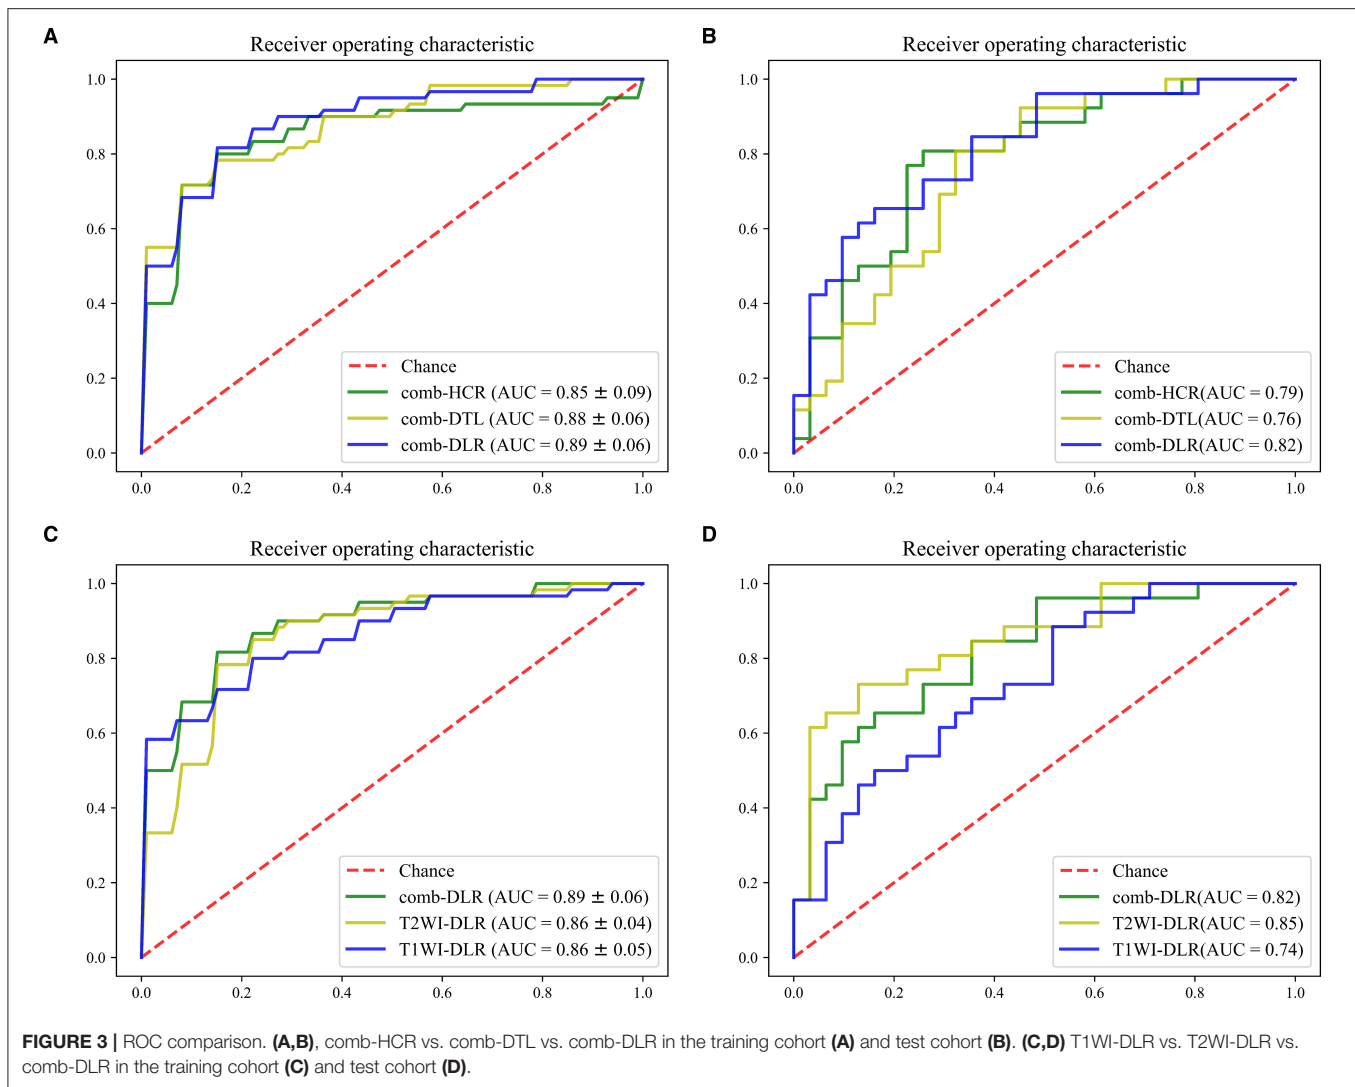 A
Receiver operating characteristic
1.0
0.8
0.6
0.4
0.2
0.0
0.0 0.2 0.4 0.6 0.8 1.0
Chance
comb-HCR (AUC = 0.85 ± 0.09)
comb-DTL (AUC = 0.88 ± 0.06)
comb-DLR (AUC = 0.89 ± 0.06)
B
Receiver operating characteristic
1.0
0.8
0.6
0.4
0.2
0.0
0.0 0.2 0.4 0.6 0.8 1.0
Chance
comb-HCR(AUC = 0.79)
comb-DTL(AUC = 0.76)
comb-DLR(AUC = 0.82)
C
Receiver operating characteristic
1.0
0.8
0.6
0.4
0.2
0.0
0.0 0.2 0.4 0.6 0.8 1.0
Chance
comb-DLR (AUC = 0.89 ± 0.06)
T2WI-DLR (AUC = 0.86 ± 0.04)
T1WI-DLR (AUC = 0.86 ± 0.05)
D
Receiver operating characteristic
1.0
0.8
0.6
0.4
0.2
0.0
0.0 0.2 0.4 0.6 0.8 1.0
Chance
comb-DLR(AUC = 0.82)
T2WI-DLR(AUC = 0.85)
T1WI-DLR(AUC = 0.74)
FIGURE 3 | ROC comparison. (A,B), comb-HCR vs. comb-DTL vs. comb-DLR in the training cohort (A) and test cohort (B). (C,D) T1WI-DLR vs. T2WI-DLR vs.
comb-DLR in the training cohort (C) and test cohort (D).